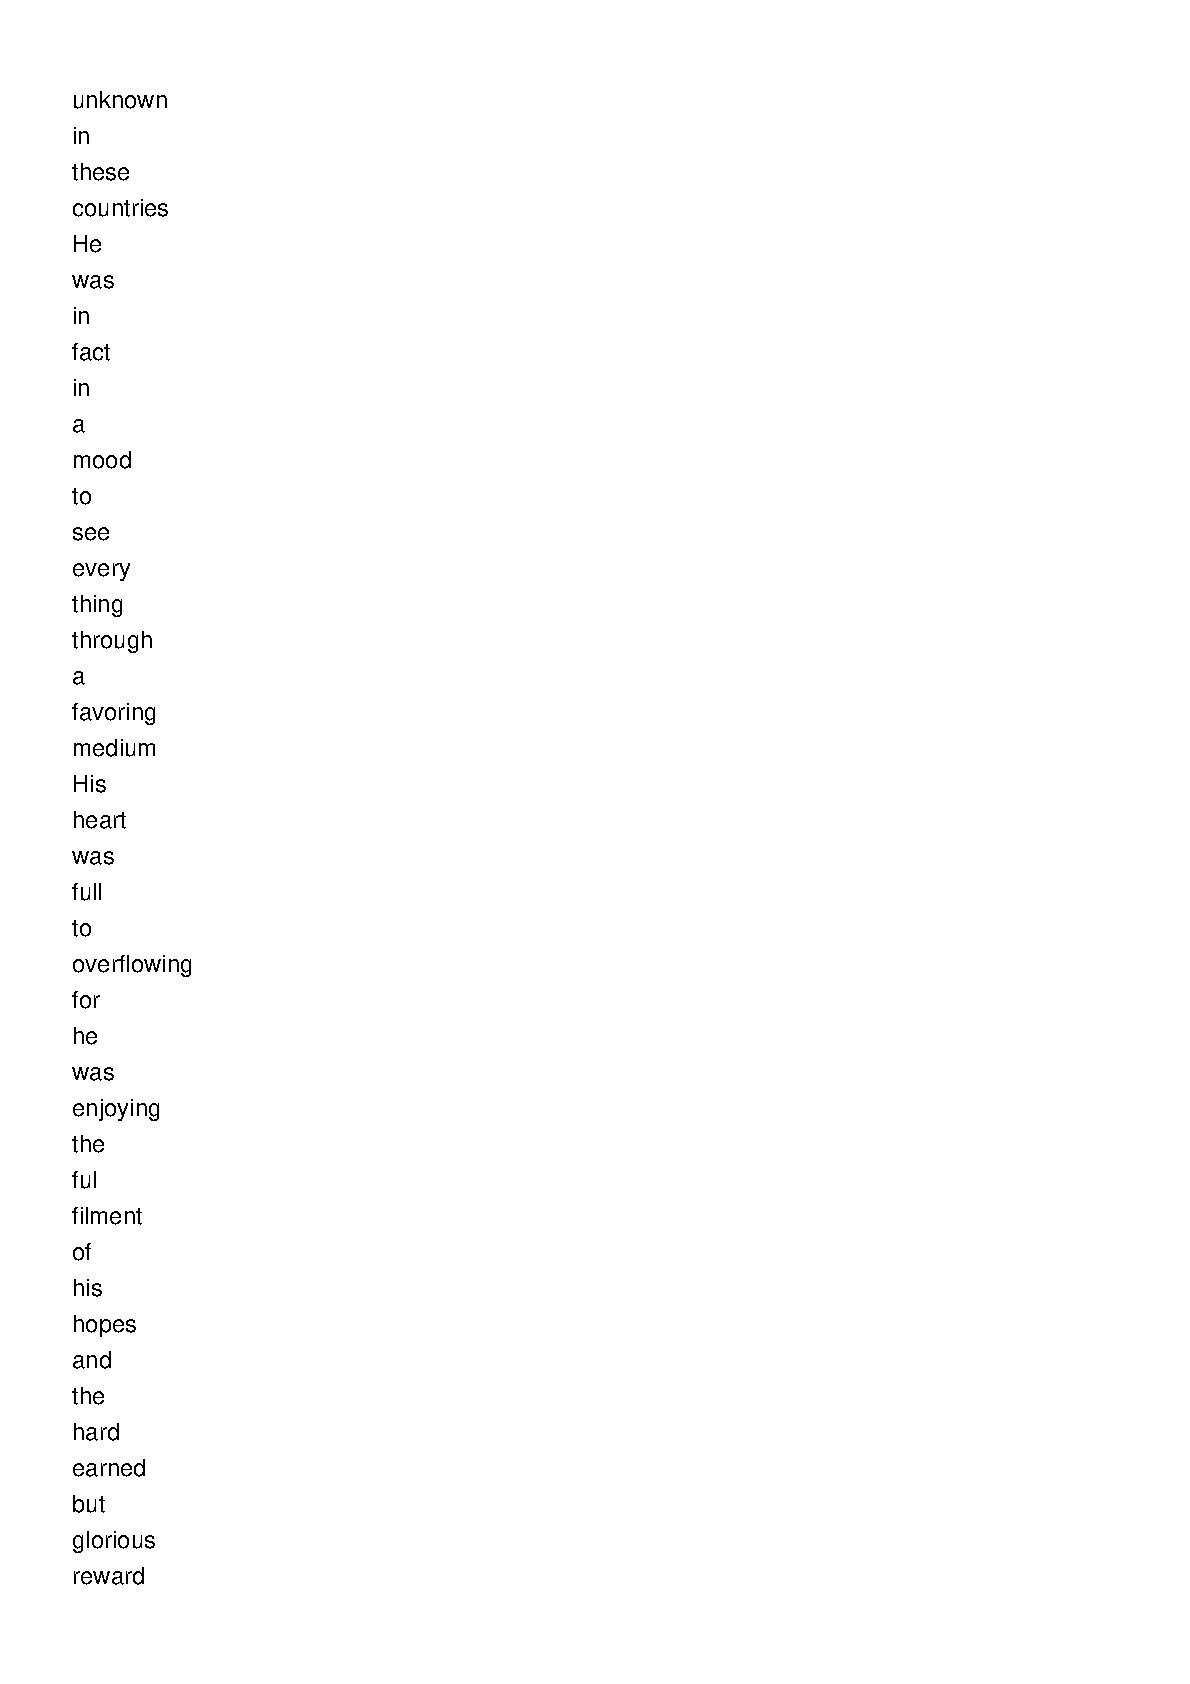 unknown
in
these
countries
He
was
in
fact
in
a
mood
to
see
every
thing
through
a
favoring
medium
His
heart
was
full
to
overflowing
for
he
was
enjoying
the
ful
filment
of
his
hopes
and
the
hard
earned
but
glorious
reward